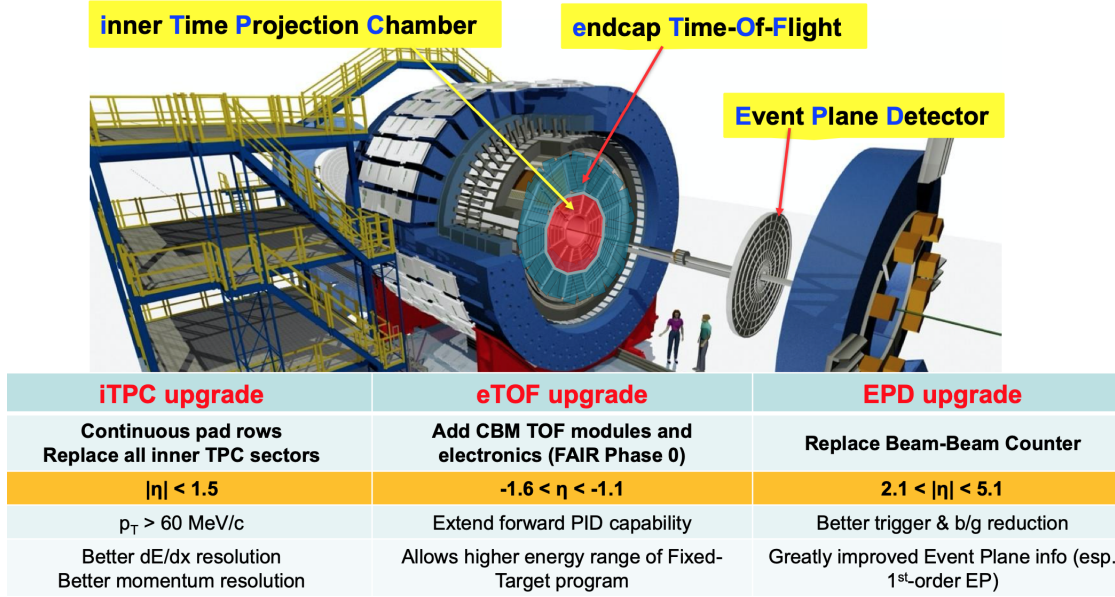 inner Time Projection Chamber
endcap Time-Of-Flight
Event Plane Detector
iTPC upgrade
eTOF upgrade
EPD upgrade
Continuous pad rows
Replace all inner TPC sectors
Add CBM TOF modules and
electronics (FAIR Phase 0)
Replace Beam-Beam Counter
|η| < 1.5
-1.6 < η < -1.1
2.1 < |η| < 5.1
pT > 60 MeV/c
Extend forward PID capability
Better trigger & b/g reduction
Better dE/dx resolution
Better momentum resolution
Allows higher energy range of Fixed-
Target program
Greatly improved Event Plane info (esp.
1st-order EP)